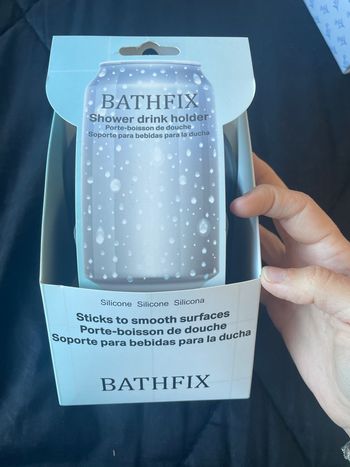 BATHFIX
Shower drink holder
Porte-boisson de douche
Soporte para bebidas para la ducha
Silicone Silicone Silicona
Sticks to smooth surfaces
Porte-boisson de douche
Soporte para bebidas para la ducha
BATHFIX